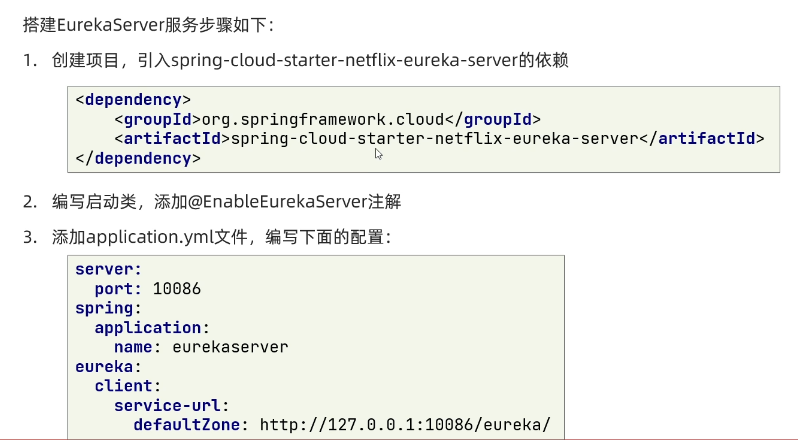 搭建EurekaServer服务步骤如下：
1. 创建项目，引入spring-cloud-starter-netflix-eureka-server的依赖
<dependency>
    <groupId>org.springframework.cloud</groupId>
    <artifactId>spring-cloud-starter-netflix-eureka-server</artifactId>
</dependency>
2. 编写启动类，添加@EnableEurekaServer注解
3. 添加application.yml文件，编写下面的配置：
server:
  port: 10086
spring:
  application:
    name: eurekaserver
eureka:
  client:
    service-url:
      defaultZone: http://127.0.0.1:10086/eureka/